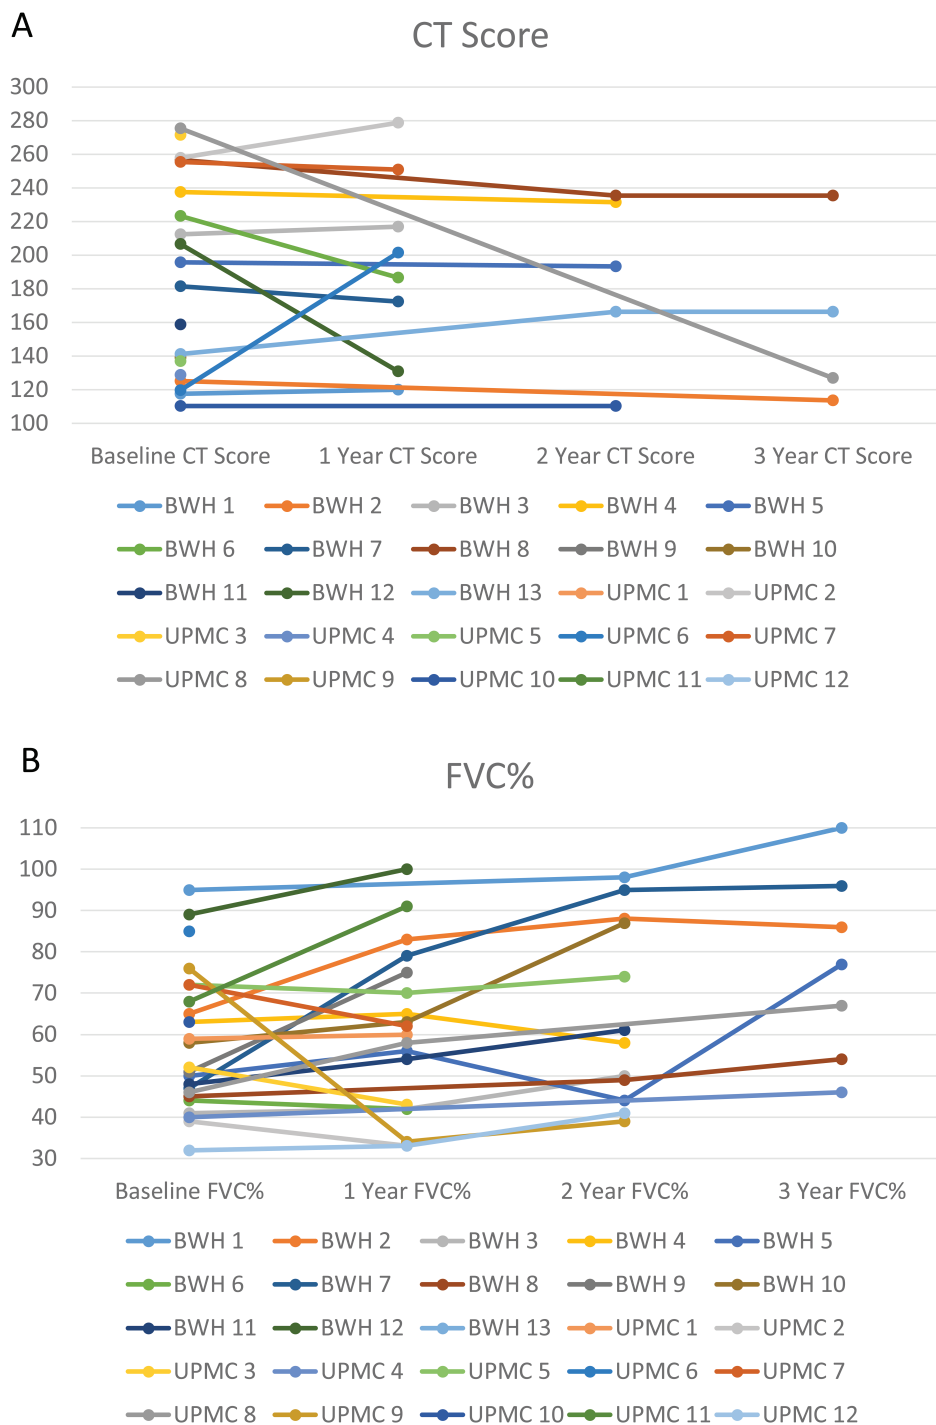 A
CT Score
300
280
260
240
220
200
180
160
140
120
100
Baseline CT Score 1 Year CT Score 2 Year CT Score 3 Year CT Score
BWH 1 BWH 2 BWH 3 BWH 4 BWH 5
BWH 6 BWH 7 BWH 8 BWH 9 BWH 10
BWH 11 BWH 12 BWH 13 UPMC 1 UPMC 2
UPMC 3 UPMC 4 UPMC 5 UPMC 6 UPMC 7
UPMC 8 UPMC 9 UPMC 10 UPMC 11 UPMC 12
B
FVC%
110
100
90
80
70
60
50
40
30
Baseline FVC% 1 Year FVC% 2 Year FVC% 3 Year FVC%
BWH 1 BWH 2 BWH 3 BWH 4 BWH 5
BWH 6 BWH 7 BWH 8 BWH 9 BWH 10
BWH 11 BWH 12 BWH 13 UPMC 1 UPMC 2
UPMC 3 UPMC 4 UPMC 5 UPMC 6 UPMC 7
UPMC 8 UPMC 9 UPMC 10 UPMC 11 UPMC 12